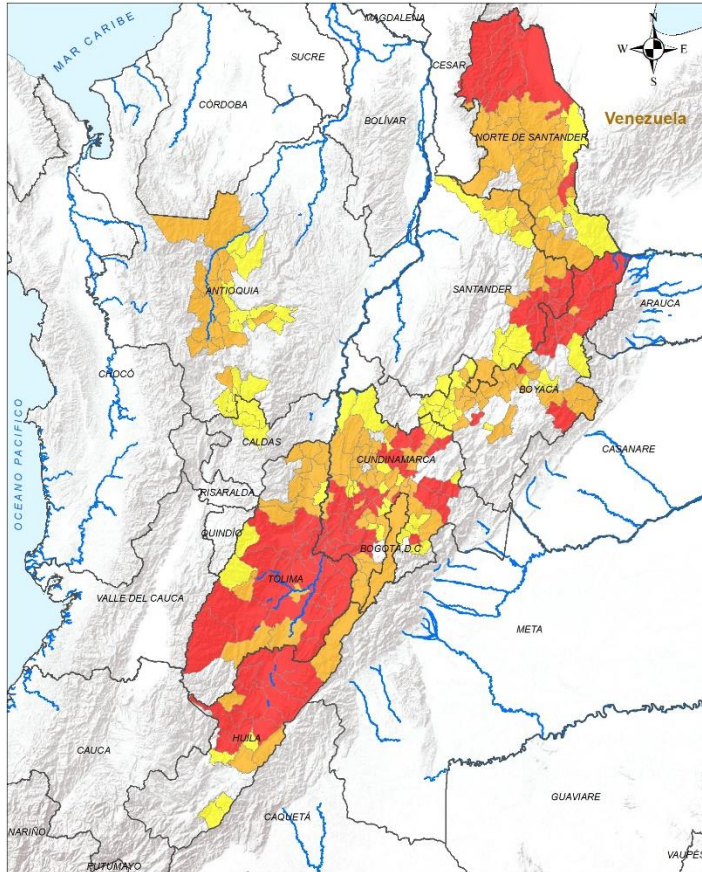 MAR CARIBE
MAGDALENA
N
W E
S
SUCRE
CESAR
CÓRDOBA
BOLÍVAR
NORTE DE SANTANDER
Venezuela
ANTIOQUIA
SANTANDER
ARAUCA
CHOCÓ
BOYACÁ
OCEANO PACIFICO
CALDAS
CUNDINAMARCA
CASANARE
RISARALDA
QUINDÍO
BOGOTÁ, D.C
TOLIMA
VALLE DEL CAUCA
META
HUILA
CAUCA
GUAVIARE
CAQUETÁ
NARIÑO
PUTUMAYO
VAUPÉS